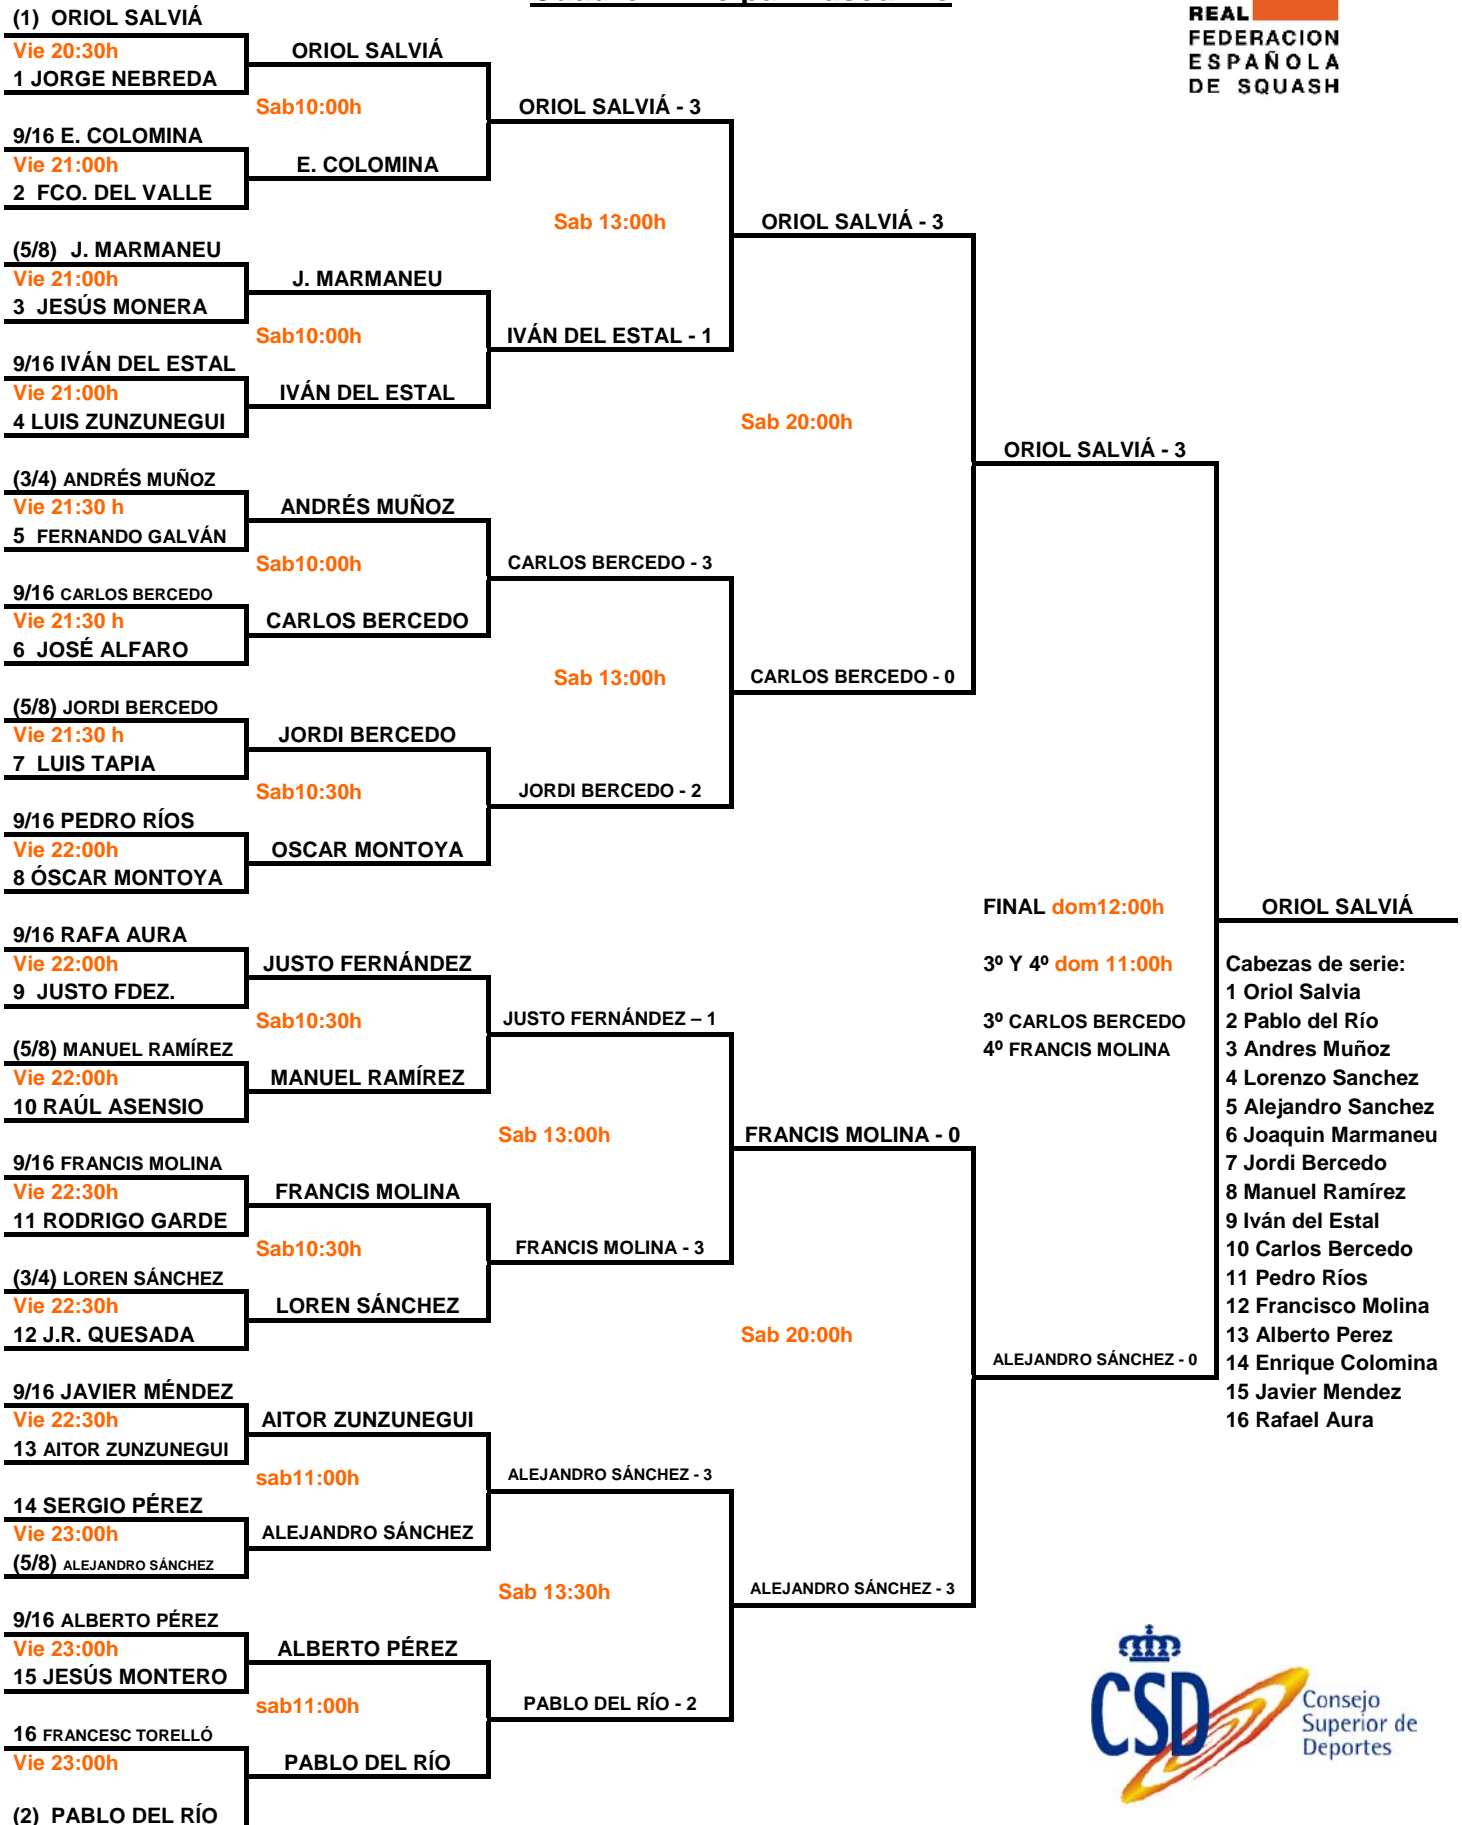 REAL
FEDERACION
ESPAÑOLA
DE SQUASH
(1) ORIOL SALVIÁ
Vie 20:30h
1 JORGE NEBREDA
9/16 E. COLOMINA
Vie 21:00h
2 FCO. DEL VALLE
(5/8) J. MARMANEU
Vie 21:00h
3 JESÚS MONERA
9/16 IVÁN DEL ESTAL
Vie 21:00h
4 LUIS ZUNZUNEGUI
(3/4) ANDRÉS MUÑOZ
Vie 21:30 h
5 FERNANDO GALVÁN
9/16 CARLOS BERCEDO
Vie 21:30 h
6 JOSÉ ALFARO
(5/8) JORDI BERCEDO
Vie 21:30 h
7 LUIS TAPIA
9/16 PEDRO RÍOS
Vie 22:00h
8 ÓSCAR MONTOYA
9/16 RAFA AURA
Vie 22:00h
9 JUSTO FDEZ.
(5/8) MANUEL RAMÍREZ
Vie 22:00h
10 RAÚL ASENSIO
9/16 FRANCIS MOLINA
Vie 22:30h
11 RODRIGO GARDE
(3/4) LOREN SÁNCHEZ
Vie 22:30h
12 J.R. QUESADA
9/16 JAVIER MÉNDEZ
Vie 22:30h
13 AITOR ZUNZUNEGUI
14 SERGIO PÉREZ
Vie 23:00h
(5/8) ALEJANDRO SÁNCHEZ
9/16 ALBERTO PÉREZ
Vie 23:00h
15 JESÚS MONTERO
16 FRANCESC TORELLÓ
Vie 23:00h
(2) PABLO DEL RÍO
ORIOL SALVIÁ
Sab10:00h
E. COLOMINA
J. MARMANEU
Sab10:00h
IVÁN DEL ESTAL
ANDRÉS MUÑOZ
Sab10:00h
CARLOS BERCEDO
JORDI BERCEDO
Sab10:30h
OSCAR MONTOYA
JUSTO FERNÁNDEZ
Sab10:30h
MANUEL RAMÍREZ
FRANCIS MOLINA
Sab10:30h
LOREN SÁNCHEZ
AITOR ZUNZUNEGUI
sab11:00h
ALEJANDRO SÁNCHEZ
ALBERTO PÉREZ
sab11:00h
PABLO DEL RÍO
ORIOL SALVIÁ - 3
Sab 13:00h
IVÁN DEL ESTAL - 1
CARLOS BERCEDO - 3
Sab 13:00h
JORDI BERCEDO - 2
JUSTO FERNÁNDEZ – 1
Sab 13:00h
FRANCIS MOLINA - 3
ALEJANDRO SÁNCHEZ - 3
Sab 13:30h
PABLO DEL RÍO - 2
ORIOL SALVIÁ - 3
Sab 20:00h
CARLOS BERCEDO - 0
FRANCIS MOLINA - 0
Sab 20:00h
ALEJANDRO SÁNCHEZ - 3
ORIOL SALVIÁ - 3
FINAL dom12:00h
3º Y 4º dom 11:00h
3º CARLOS BERCEDO
4º FRANCIS MOLINA
ALEJANDRO SÁNCHEZ - 0
ORIOL SALVIÁ
Cabezas de serie:
1 Oriol Salvia
2 Pablo del Río
3 Andres Muñoz
4 Lorenzo Sanchez
5 Alejandro Sanchez
6 Joaquin Marmaneu
7 Jordi Bercedo
8 Manuel Ramírez
9 Iván del Estal
10 Carlos Bercedo
11 Pedro Ríos
12 Francisco Molina
13 Alberto Perez
14 Enrique Colomina
15 Javier Mendez
16 Rafael Aura
CSD
Consejo
Superior de
Deportes